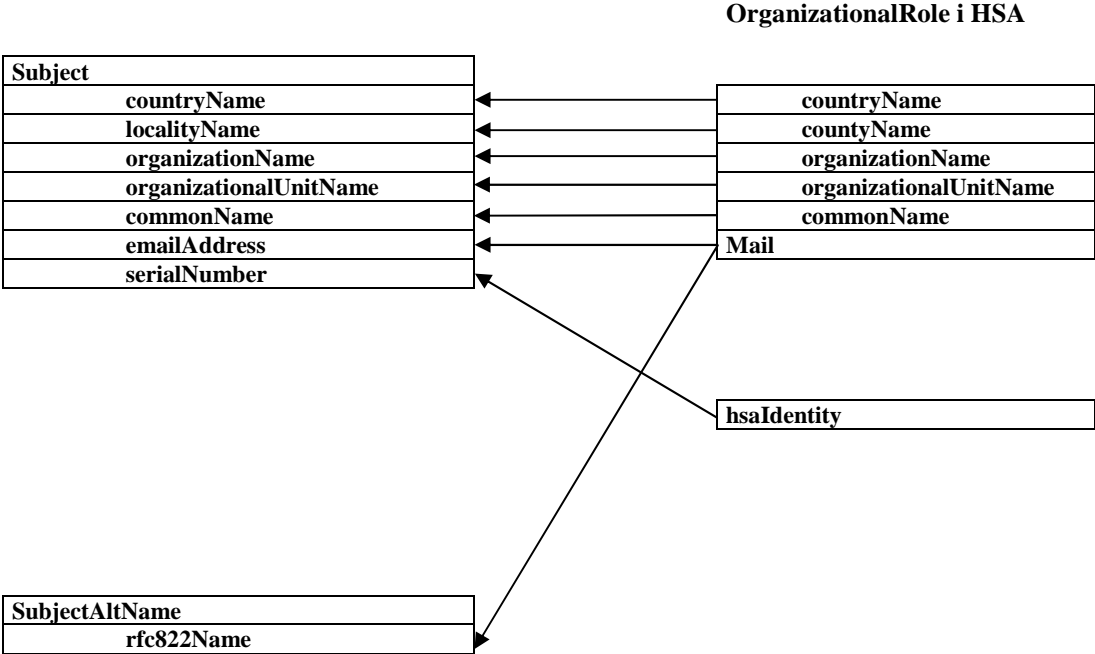 OrganizationalRole i HSA
Subject
countryName
localityName
organizationName
organizationalUnitName
commonName
emailAddress
serialNumber
countryName
countyName
organizationName
organizationalUnitName
commonName
Mail
hsaIdentity
SubjectAltName
rfc822Name